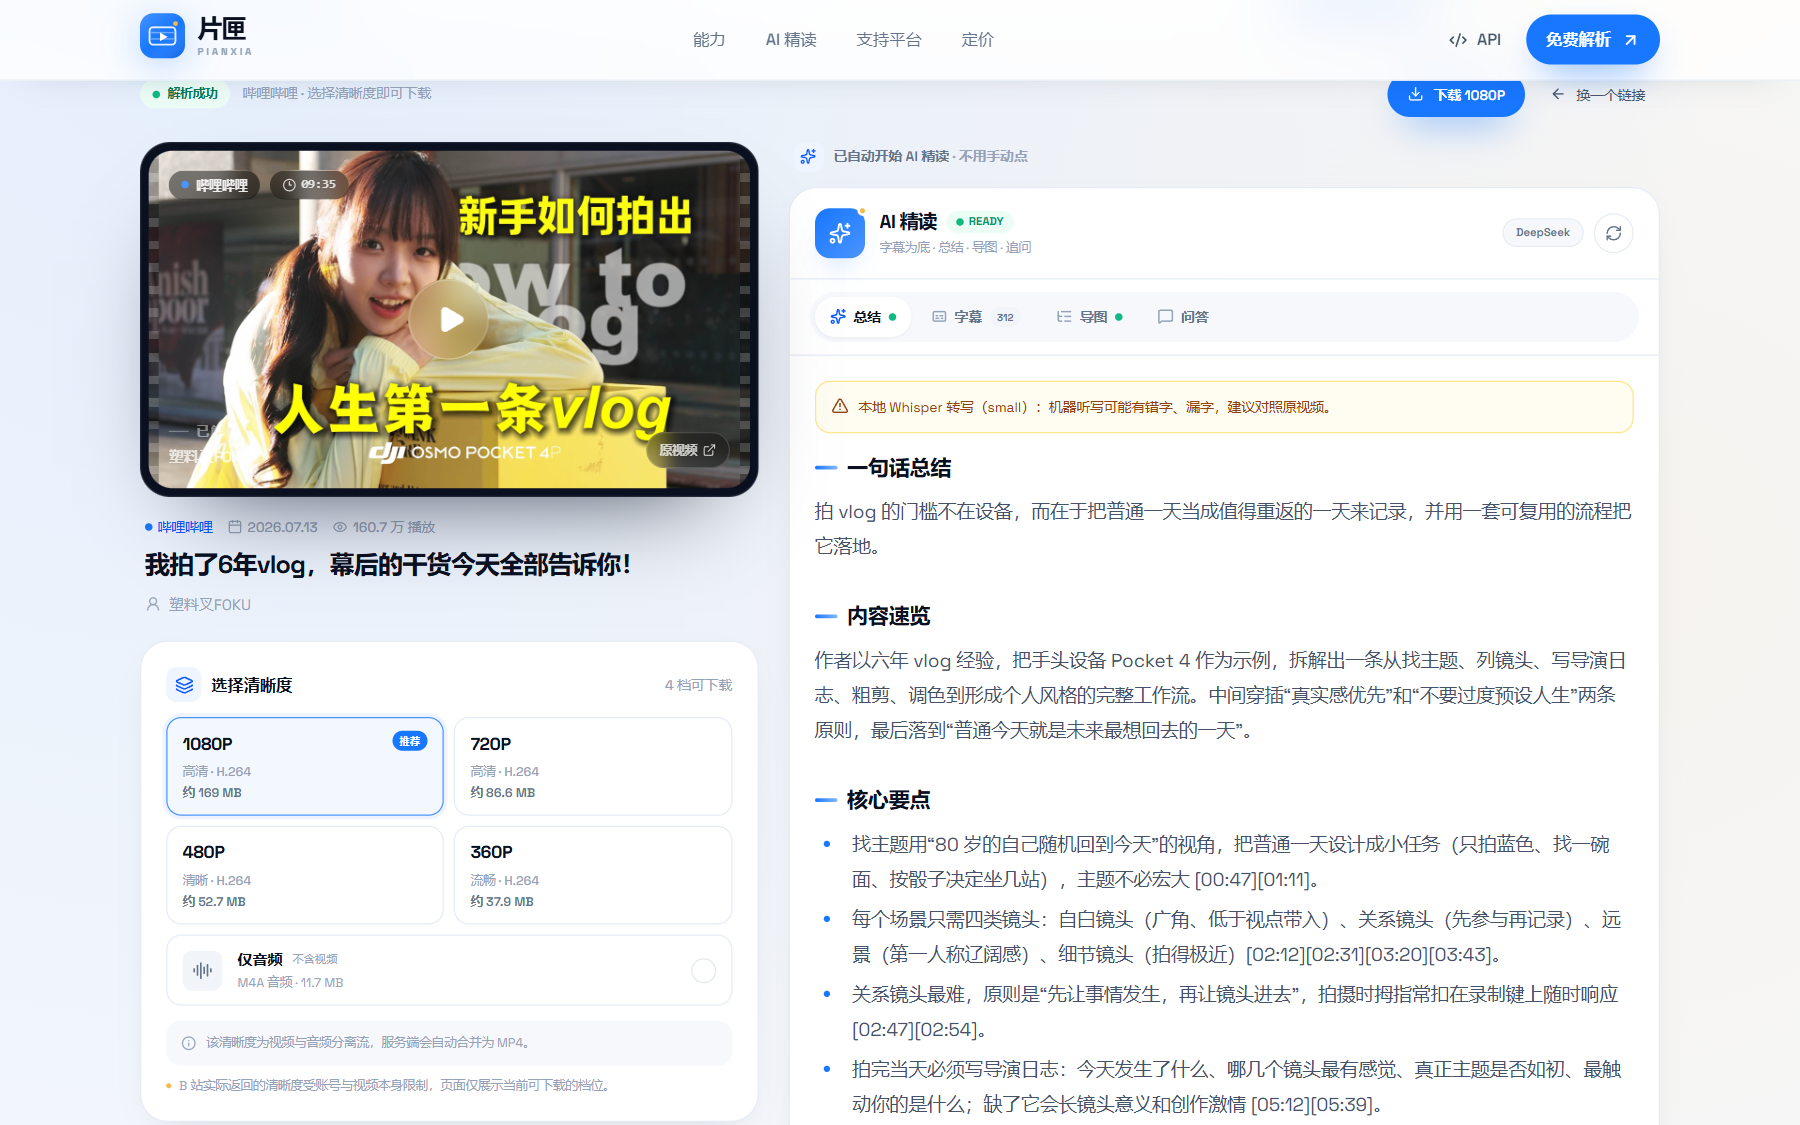 片匣
PIANXIA
能力
AI 精读
支持平台
定价
API
免费解析
解析成功
哔哩哔哩 · 选择清晰度即可下载
下载 1080P
换一个链接
哔哩哔哩
09:35
新手如何拍出
ow to
og
人生第一条vlog
dji OSMO POCKET 4P
原视频
哔哩哔哩
2026.07.13
160.7 万 播放
我拍了6年vlog，幕后的干货今天全部告诉你！
塑料叉FOKU
选择清晰度
4 档可下载
1080P
推荐
高清 · H.264
约 169 MB
720P
高清 · H.264
约 86.6 MB
480P
清晰 · H.264
约 52.7 MB
360P
流畅 · H.264
约 37.9 MB
仅音频 不含视频
M4A 音频 · 11.7 MB
该清晰度为视频与音频分离流，服务端会自动合并为 MP4。
B 站实际返回的清晰度受账号与视频本身限制，页面仅展示当前可下载的档位。
已自动开始 AI 精读 · 不用手动点
AI 精读
READY
字幕为底 · 总结 · 导图 · 追问
DeepSeek
总结
字幕 312
导图
问答
本地 Whisper 转写（small）：机器听写可能有错字、漏字，建议对照原视频。
一句话总结
拍 vlog 的门槛不在设备，而在于把普通一天当成值得重返的一天来记录，并用一套可复用的流程把
它落地。
内容速览
作者以六年 vlog 经验，把手头设备 Pocket 4 作为示例，拆解出一条从找主题、列镜头、写导演日
志、粗剪、调色到形成个人风格的完整工作流。中间穿插“真实感优先”和“不要过度预设人生”两条
原则，最后落到“普通今天就是未来最想回去的一天”。
核心要点
找主题用“80 岁的自己随机回到今天”的视角，把普通一天设计成小任务（只拍蓝色、找一碗
面、按骰子决定坐几站），主题不必宏大 [00:47][01:11]。
每个场景只需四类镜头：自白镜头（广角、低于视点带入）、关系镜头（先参与再记录）、远
景（第一人称辽阔感）、细节镜头（拍得极近）[02:12][02:31][03:20][03:43]。
关系镜头最难，原则是“先让事情发生，再让镜头进去”，拍摄时拇指常扣在录制键上随时响应
[02:47][02:54]。
拍完当天必须写导演日志：今天发生了什么、哪几个镜头最有感觉、真正主题是否如初、最触
动你的是什么；缺了它会长镜头意义和创作激情 [05:12][05:39]。